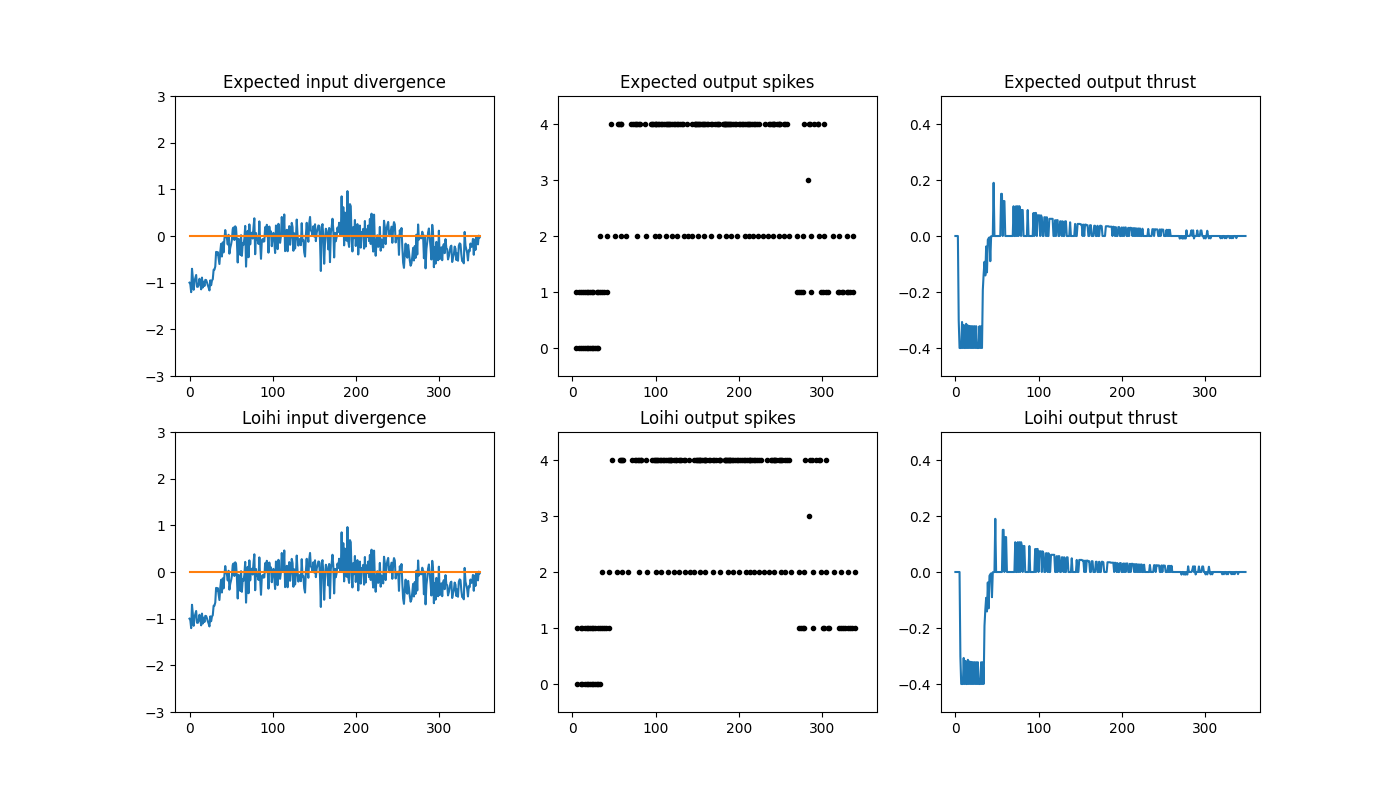 Expected input divergence
3
2
1
0
−1
−2
−3
0 100 200 300
Expected output spikes
4
3
2
1
0
0 100 200 300
Expected output thrust
0.4
0.2
0.0
−0.2
−0.4
0 100 200 300
Loihi input divergence
3
2
1
0
−1
−2
−3
0 100 200 300
Loihi output spikes
4
3
2
1
0
0 100 200 300
Loihi output thrust
0.4
0.2
0.0
−0.2
−0.4
0 100 200 300